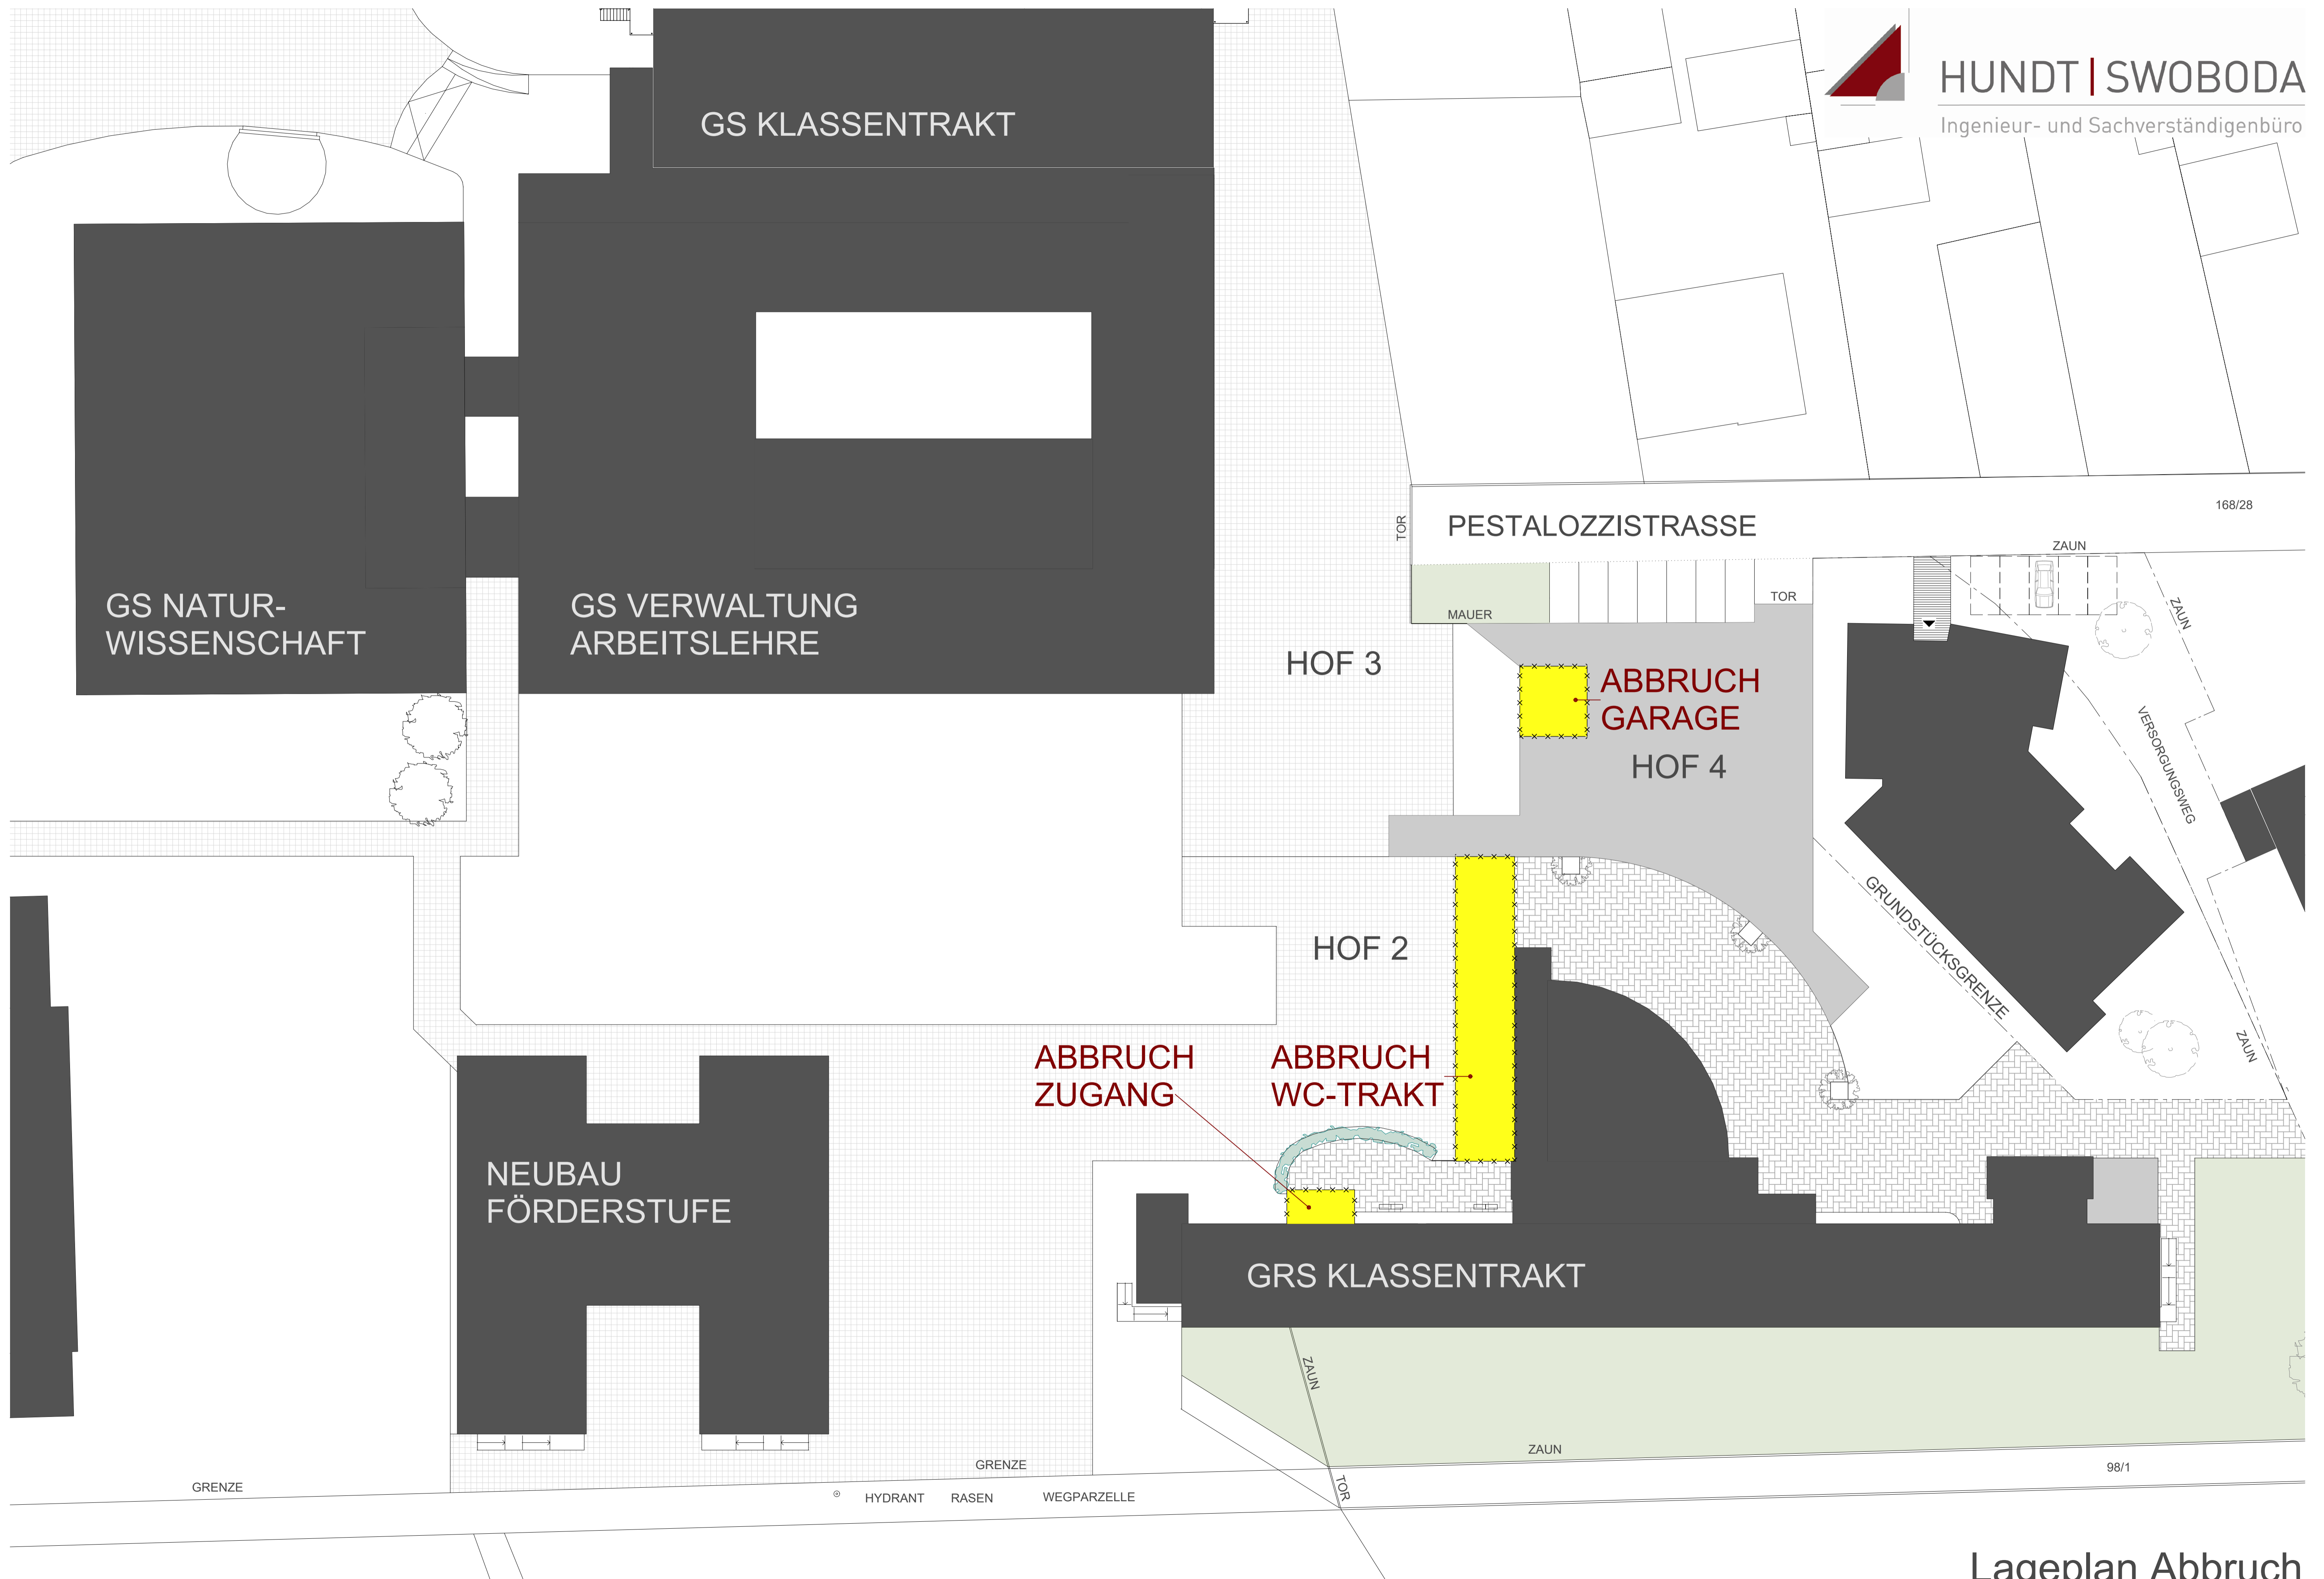 HUNDT | SWOBODA
Ingenieur- und Sachverständigenbüro
GS KLASSENTRAKT
168/28
TOR
PESTALOZZISTRASSE
ZAUN
GS NATUR-
WISSENSCHAFT
GS VERWALTUNG
ARBEITSLEHRE
MAUER
TOR
ZAUN
HOF 3
ABBRUCH
GARAGE
HOF 4
VERSORGUNGSWEG
GRUNDSTÜCKSGRENZE
HOF 2
ZAUN
ABBRUCH
ZUGANG
ABBRUCH
WC-TRAKT
NEUBAU
FÖRDERSTUFE
GRS KLASSENTRAKT
ZAUN
ZAUN
GRENZE
98/1
GRENZE
TOR
HYDRANT
RASEN
WEGPARZELLE
Lageplan Abbruch